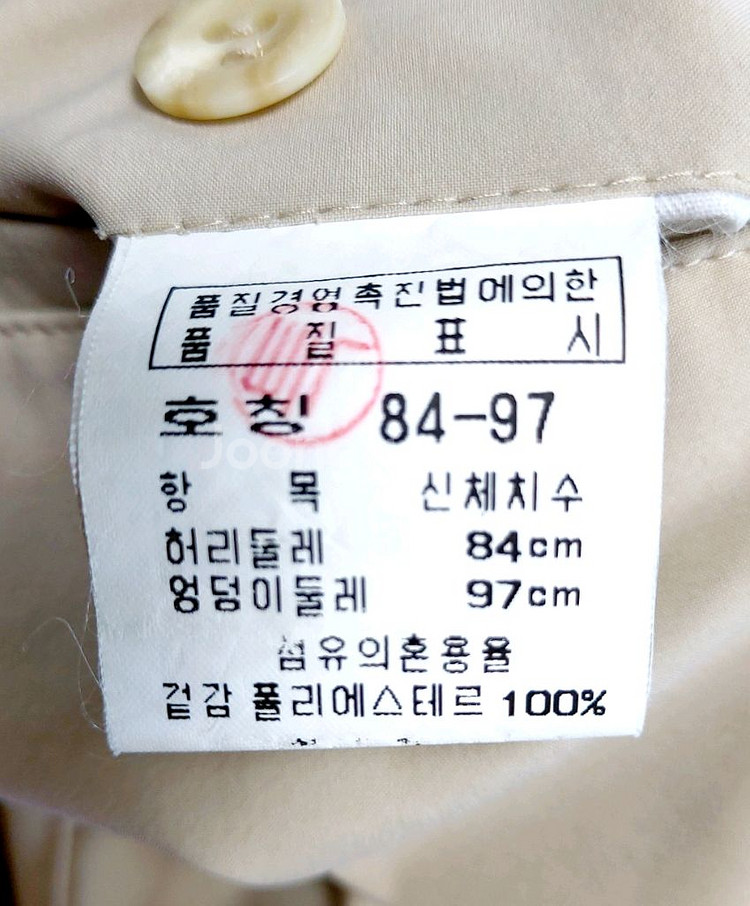 품질경영촉진법에의한
품질표시
호칭 84-97
항목 신체치수
허리둘레 84cm
엉덩이둘레 97cm
섬유의혼용율
겉감 폴리에스테르 100%